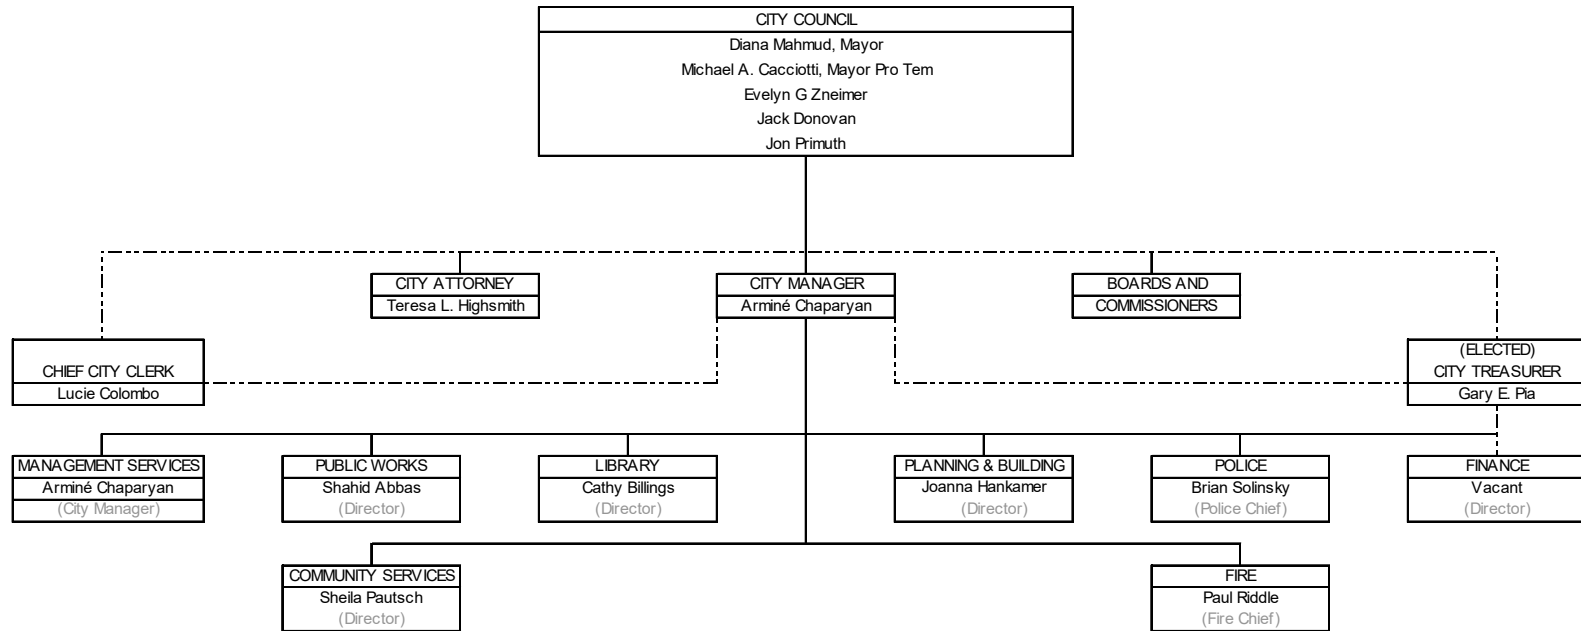 CITY COUNCIL
Diana Mahmud, Mayor
Michael A. Cacciotti, Mayor Pro Tem
Evelyn G Zneimer
Jack Donovan
Jon Primuth
CITY ATTORNEY
Teresa L. Highsmith
CITY MANAGER
Arminé Chaparyan
BOARDS AND
COMMISSIONERS
CHIEF CITY CLERK
Lucie Colombo
(ELECTED)
CITY TREASURER
Gary E. Pia
MANAGEMENT SERVICES
Arminé Chaparyan
(City Manager)
PUBLIC WORKS
Shahid Abbas
(Director)
LIBRARY
Cathy Billings
(Director)
PLANNING & BUILDING
Joanna Hankamer
(Director)
POLICE
Brian Solinsky
(Police Chief)
FINANCE
Vacant
(Director)
COMMUNITY SERVICES
Sheila Pautsch
(Director)
FIRE
Paul Riddle
(Fire Chief)